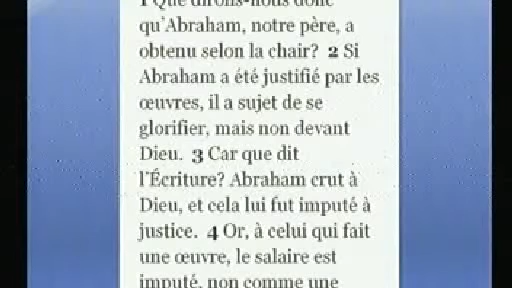 1 Que dirons-nous donc
qu'Abraham, notre père, a
obtenu selon la chair?  2 Si
Abraham a été justifié par les
œuvres, il a sujet de se
glorifier, mais non devant
Dieu.  3 Car que dit
l'Écriture? Abraham crut à
Dieu, et cela lui fut imputé à
justice.  4 Or, à celui qui fait
une œuvre, le salaire est
imputé, non comme une